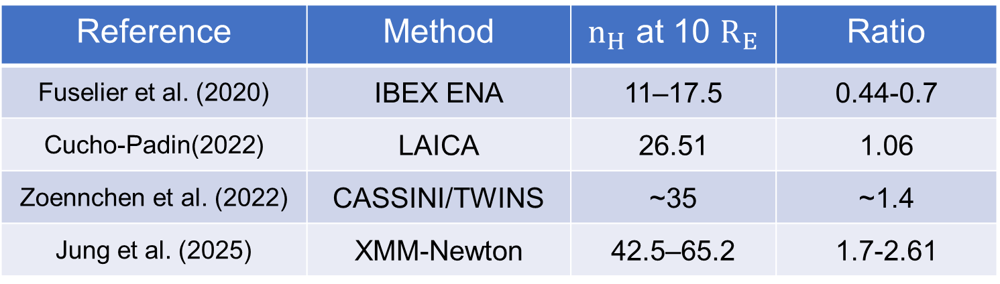 Reference Method n_H at 10 R_E Ratio
Fuselier et al. (2020) IBEX ENA 11–17.5 0.44-0.7
Cucho-Padin(2022) LAICA 26.51 1.06
Zoennchen et al. (2022) CASSINI/TWINS ~35 ~1.4
Jung et al. (2025) XMM-Newton 42.5–65.2 1.7-2.61